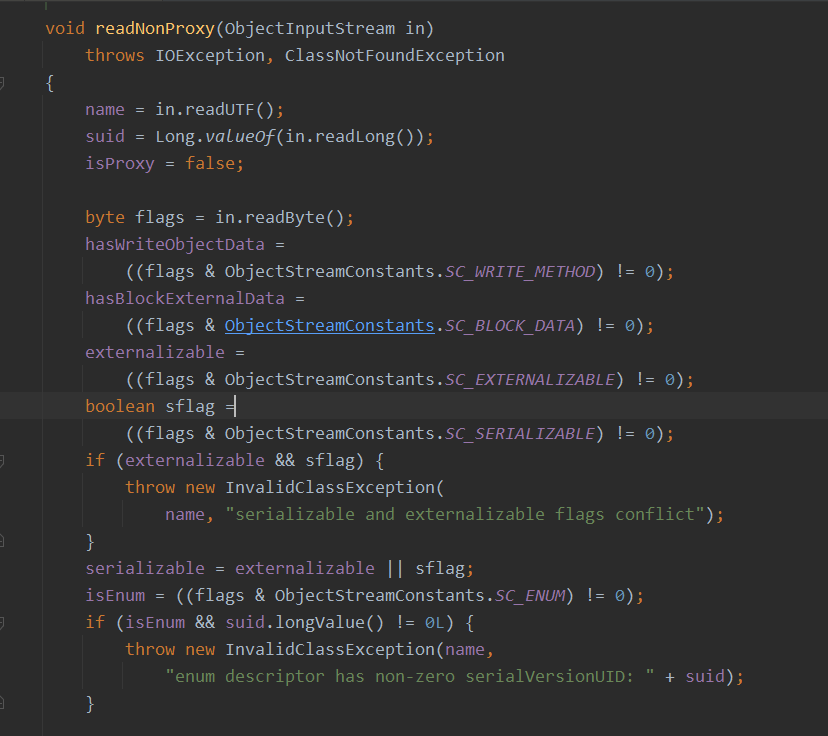 void readNonProxy(ObjectInputStream in)
throws IOException, ClassNotFoundException
{
name = in.readUTF();
suid = Long.valueOf(in.readLong());
isProxy = false;
byte flags = in.readByte();
hasWriteObjectData =
((flags & ObjectStreamConstants.SC_WRITE_METHOD) != 0);
hasBlockExternalData =
((flags & ObjectStreamConstants.SC_BLOCK_DATA) != 0);
externalizable =
((flags & ObjectStreamConstants.SC_EXTERNALIZABLE) != 0);
boolean sflag =
((flags & ObjectStreamConstants.SC_SERIALIZABLE) != 0);
if (externalizable && sflag) {
throw new InvalidClassException(
name, "serializable and externalizable flags conflict");
}
serializable = externalizable || sflag;
isEnum = ((flags & ObjectStreamConstants.SC_ENUM) != 0);
if (isEnum && suid.longValue() != 0L) {
throw new InvalidClassException(name,
"enum descriptor has non-zero serialVersionUID: " + suid);
}